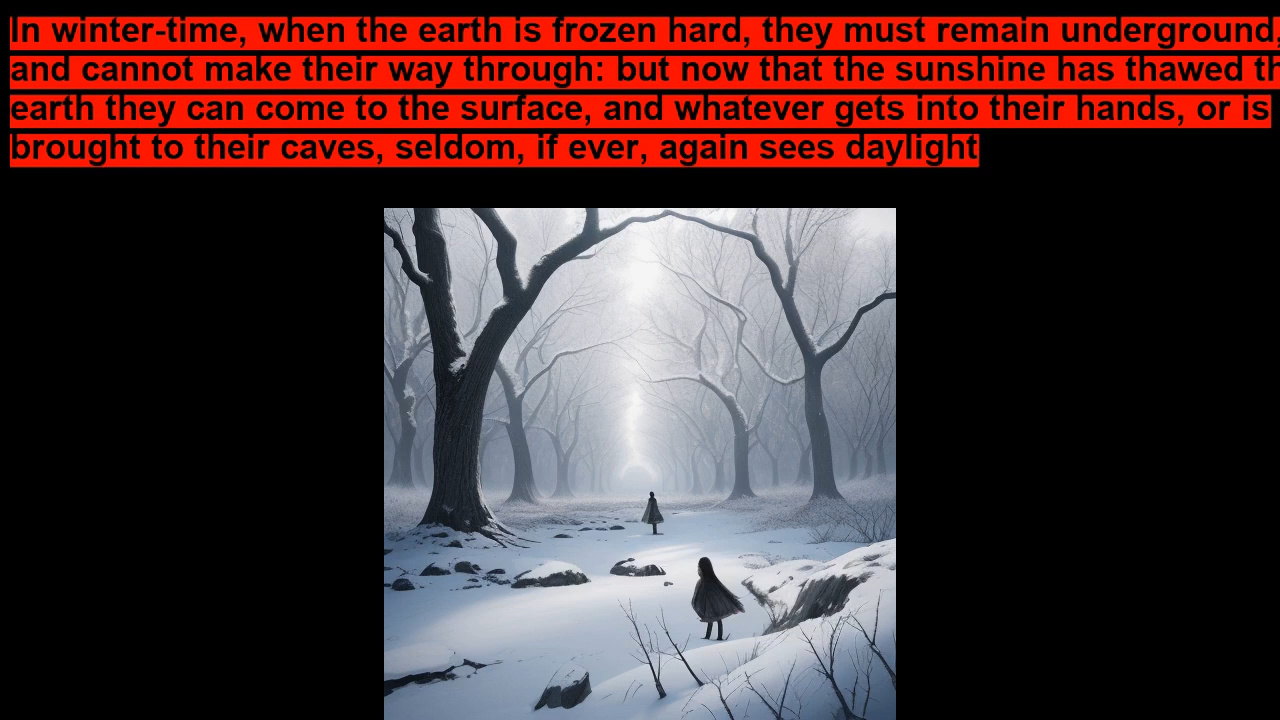 In winter-time, when the earth is frozen hard, they must remain underground,
and cannot make their way through: but now that the sunshine has thawed th
earth they can come to the surface, and whatever gets into their hands, or is
brought to their caves, seldom, if ever, again sees daylight